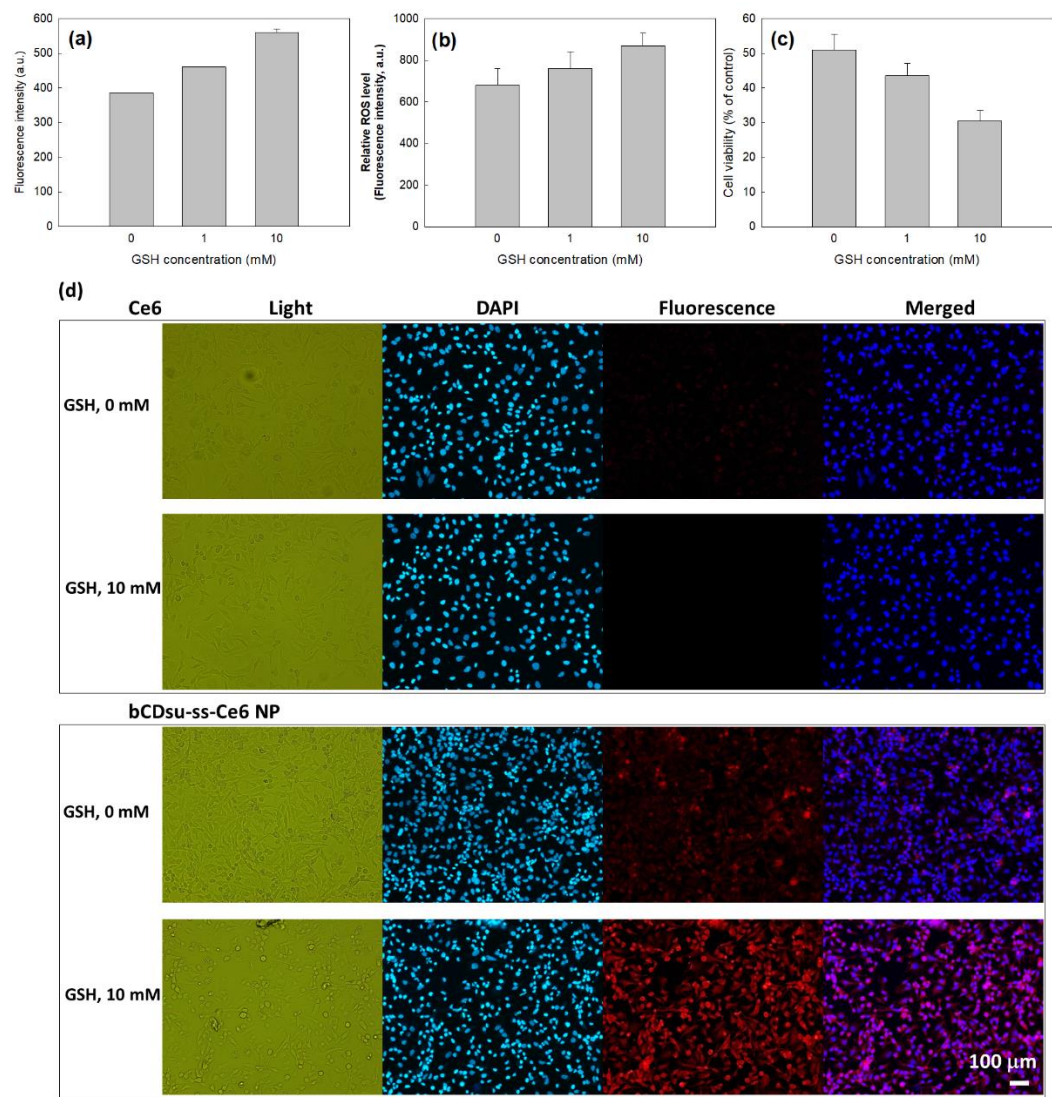 (a)
Fluorescence intensity (a.u.)
600
500
400
300
200
100
0
0 1 10
GSH concentration (mM)
(b)
Relative ROS level
(Fluorescence intensity, a.u.)
1000
800
600
400
200
0
0 1 10
GSH concentration (mM)
(c)
Cell viability (% of control)
60
50
40
30
20
10
0
0 1 10
GSH concentration (mM)
(d)
Ce6 Light DAPI Fluorescence Merged
GSH, 0 mM
GSH, 10 mM
bCDsu-ss-Ce6 NP
GSH, 0 mM
GSH, 10 mM
100 μm